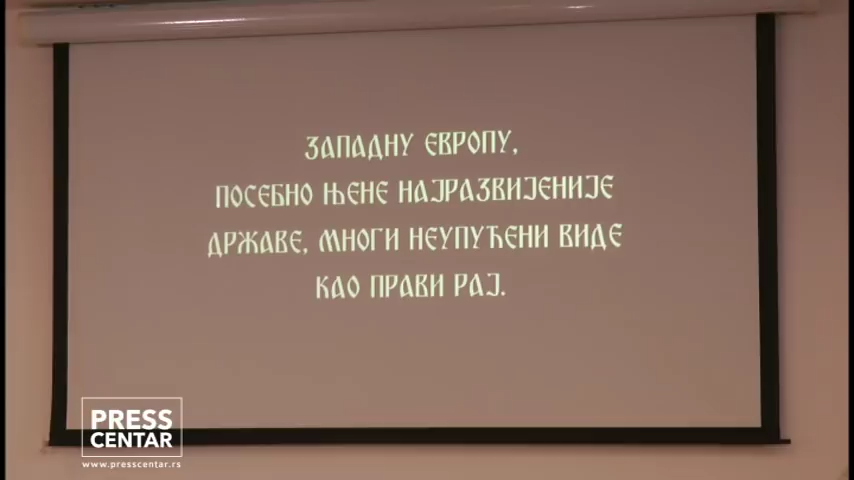 ЗАПАДНУ ЕВРОПУ,
ПОСЕБНО ЊЕНЕ НАЈРАЗВИЈЕНИЈЕ
ДРЖАВЕ, МНОГИ НЕУПУЋЕНИ ВИДЕ
КАО ПРАВИ РАЈ.
PRESS
CENTAR
www.presscentar.rs